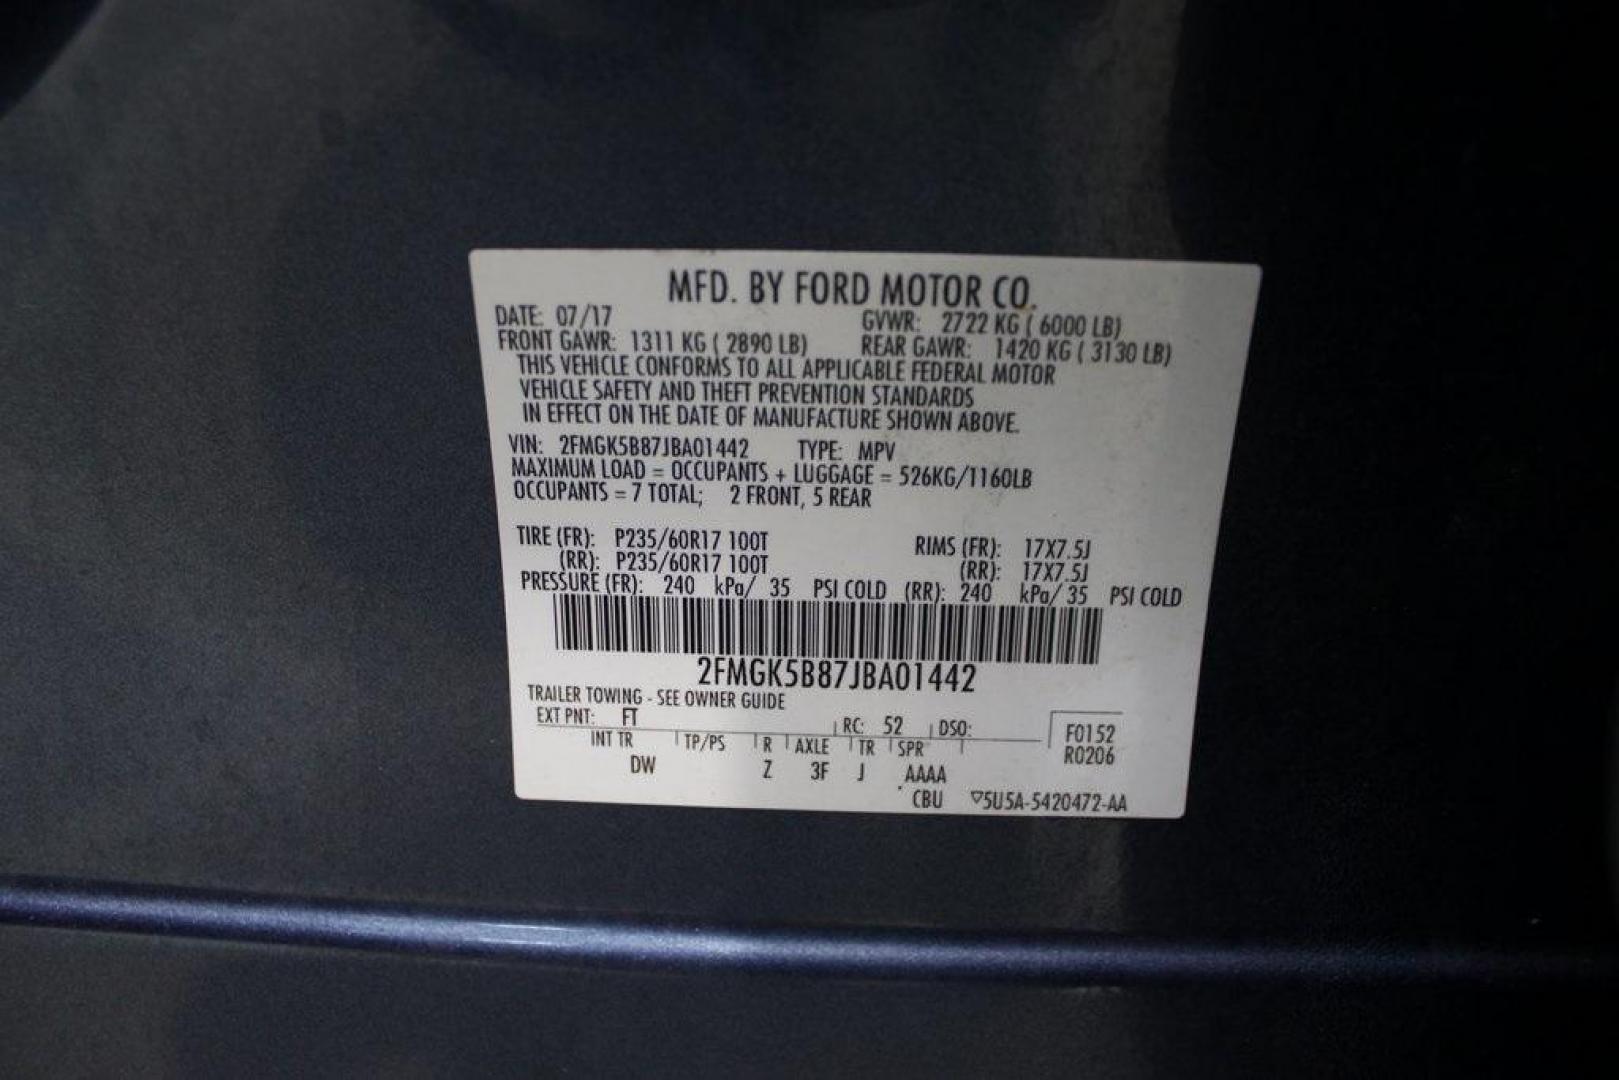 MFD. BY FORD MOTOR CO.
DATE: 07/17 GVWR: 2722 KG ( 6000 LB)
FRONT GAWR: 1311 KG ( 2890 LB) REAR GAWR: 1420 KG ( 3130 LB)
THIS VEHICLE CONFORMS TO ALL APPLICABLE FEDERAL MOTOR
VEHICLE SAFETY AND THEFT PREVENTION STANDARDS
IN EFFECT ON THE DATE OF MANUFACTURE SHOWN ABOVE.
VIN: 2FMGK5B87JBA01442 TYPE: MPV
MAXIMUM LOAD = OCCUPANTS + LUGGAGE = 526KG/1160LB
OCCUPANTS = 7 TOTAL; 2 FRONT, 5 REAR
TIRE (FR): P235/60R17 100T RIMS (FR): 17X7.5J
(RR): P235/60R17 100T (RR): 17X7.5J
PRESSURE (FR): 240 kPa/ 35 PSI COLD (RR): 240 kPa/ 35 PSI COLD
2FMGK5B87JBA01442
TRAILER TOWING - SEE OWNER GUIDE
EXT PNT: FT RC: 52 DSO: F0152
INT TR TP/PS R AXLE TR SPR R0206
DW Z 3F J AAAA
CBU ▽5U5A-5420472-AA